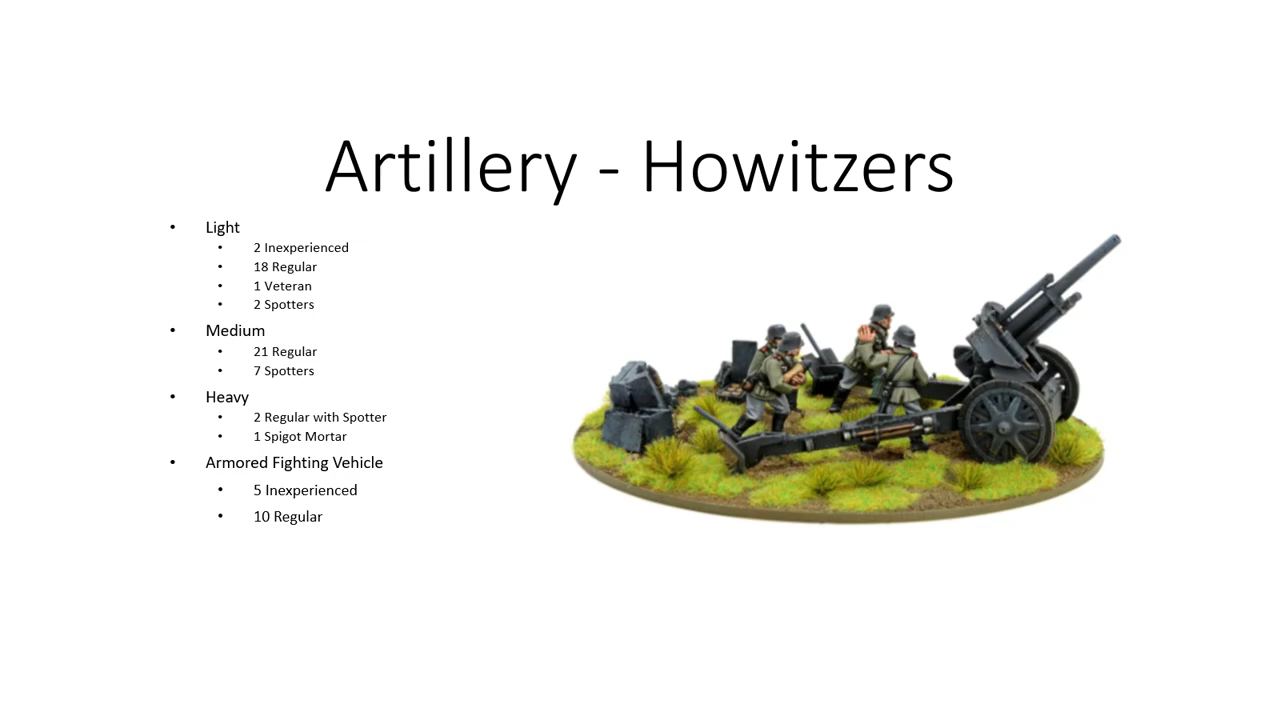 Artillery - Howitzers
• Light
• 2 Inexperienced
• 18 Regular
• 1 Veteran
• 2 Spotters
• Medium
• 21 Regular
• 7 Spotters
• Heavy
• 2 Regular with Spotter
• 1 Spigot Mortar
• Armored Fighting Vehicle
• 5 Inexperienced
• 10 Regular